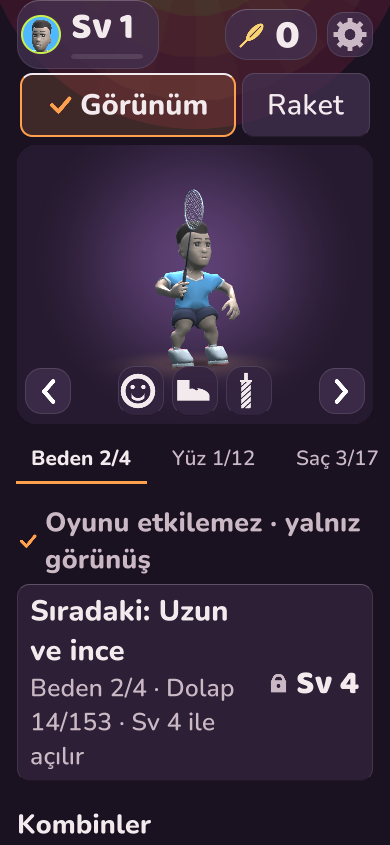 Sv 1
0
Görünüm
Raket
Beden 2/4
Yüz 1/12
Saç 3/17
Oyunu etkilemez · yalnız
görünüş
Sıradaki: Uzun
ve ince
Beden 2/4 · Dolap
14/153 · Sv 4 ile
açılır
Sv 4
Kombinler